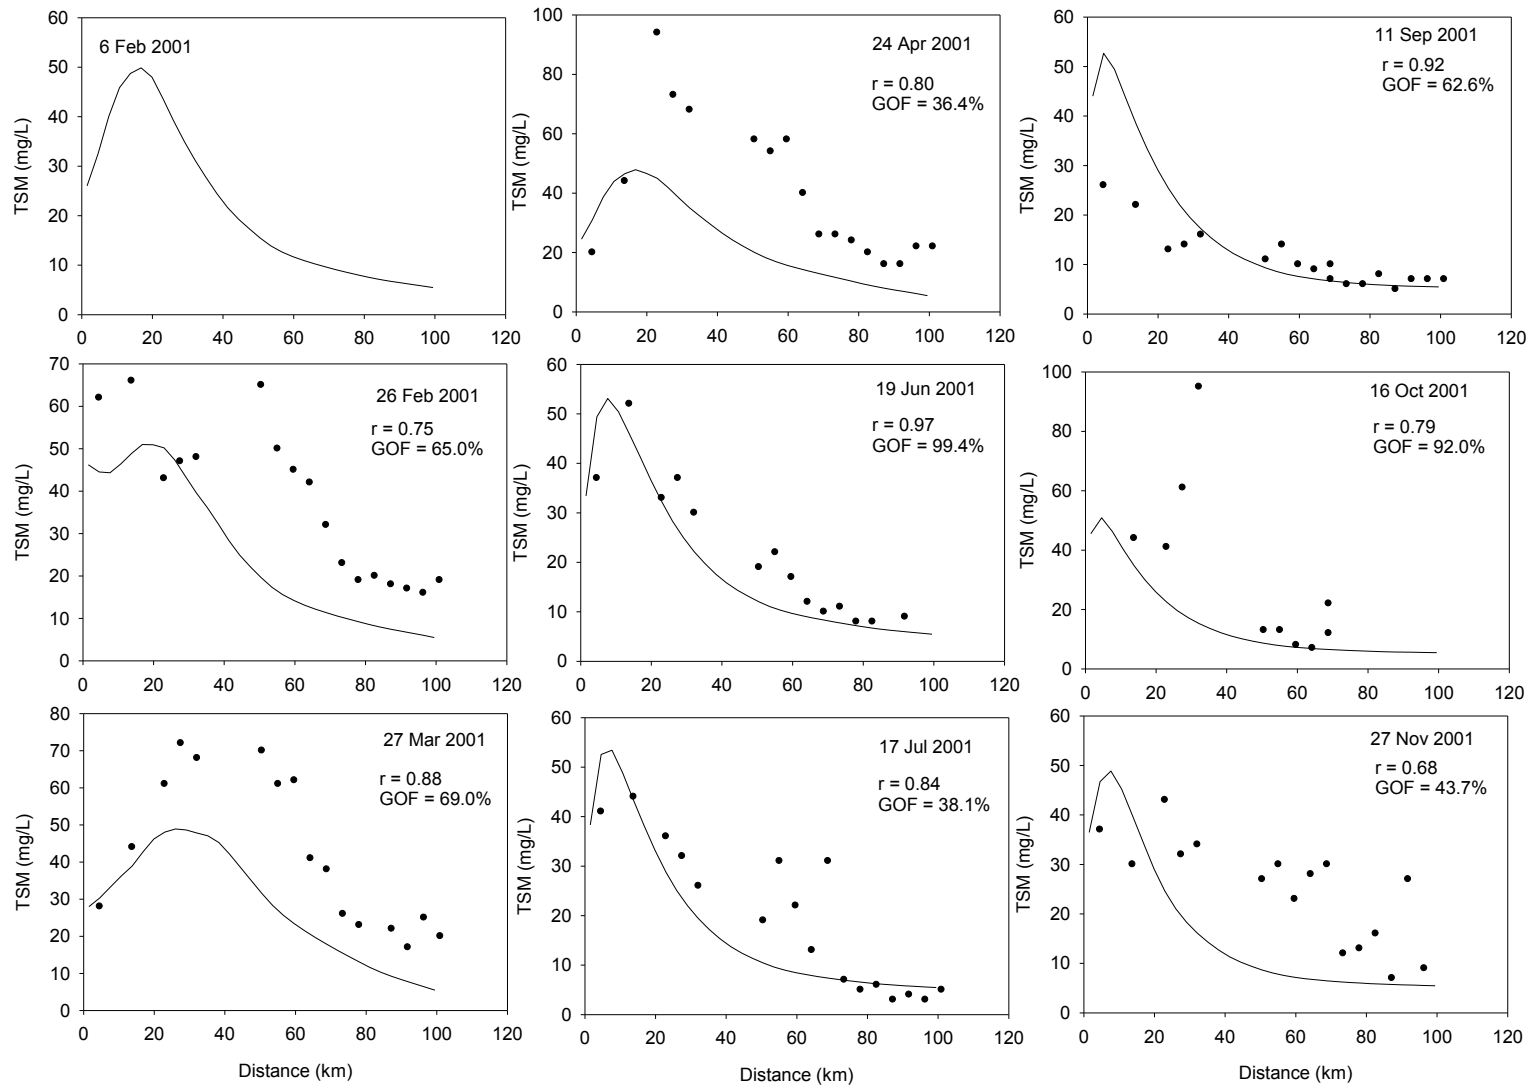 6 Feb 2001
TSM (mg/L)
60
50
40
30
20
10
0
0 20 40 60 80 100 120
24 Apr 2001
r = 0.80
GOF = 36.4%
TSM (mg/L)
100
80
60
40
20
0
0 20 40 60 80 100 120
11 Sep 2001
r = 0.92
GOF = 62.6%
TSM (mg/L)
60
50
40
30
20
10
0
0 20 40 60 80 100 120
26 Feb 2001
r = 0.75
GOF = 65.0%
TSM (mg/L)
70
60
50
40
30
20
10
0
0 20 40 60 80 100 120
19 Jun 2001
r = 0.97
GOF = 99.4%
TSM (mg/L)
60
50
40
30
20
10
0
0 20 40 60 80 100 120
16 Oct 2001
r = 0.79
GOF = 92.0%
TSM (mg/L)
100
80
60
40
20
0
0 20 40 60 80 100 120
27 Mar 2001
r = 0.88
GOF = 69.0%
TSM (mg/L)
80
70
60
50
40
30
20
10
0
0 20 40 60 80 100 120
Distance (km)
17 Jul 2001
r = 0.84
GOF = 38.1%
TSM (mg/L)
60
50
40
30
20
10
0
0 20 40 60 80 100 120
Distance (km)
27 Nov 2001
r = 0.68
GOF = 43.7%
TSM (mg/L)
60
50
40
30
20
10
0
0 20 40 60 80 100 120
Distance (km)